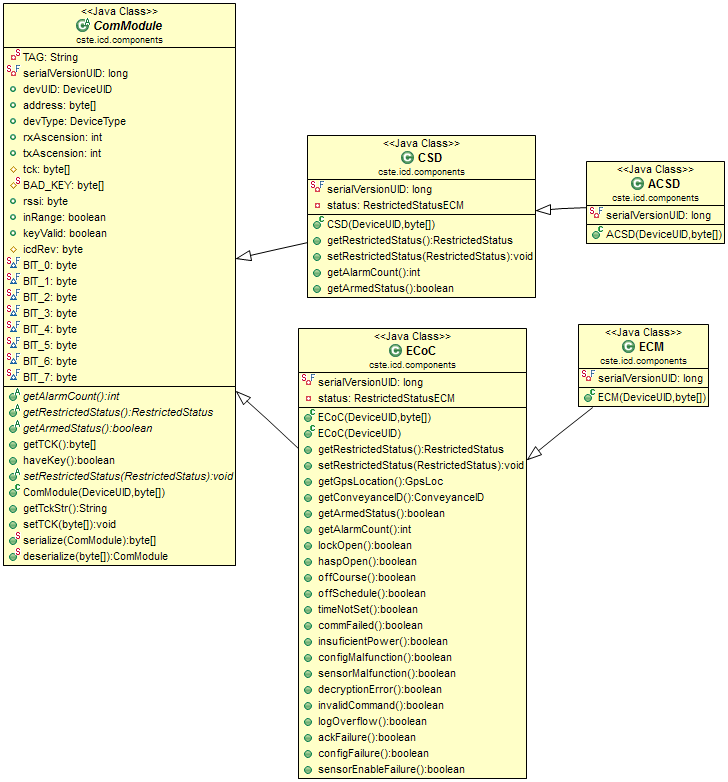 <<Java Class>>
ComModule
cste.icd.components
TAG: String
serialVersionUID: long
devUID: DeviceUID
address: byte[]
devType: DeviceType
rxAscension: int
txAscension: int
tck: byte[]
BAD_KEY: byte[]
rssi: byte
inRange: boolean
keyValid: boolean
icdRev: byte
BIT_0: byte
BIT_1: byte
BIT_2: byte
BIT_3: byte
BIT_4: byte
BIT_5: byte
BIT_6: byte
BIT_7: byte
getAlarmCount():int
getRestrictedStatus():RestrictedStatus
getArmedStatus():boolean
getTCK():byte[]
haveKey():boolean
setRestrictedStatus(RestrictedStatus):void
ComModule(DeviceUID,byte[])
getTckStr():String
setTCK(byte[]):void
serialize(ComModule):byte[]
deserialize(byte[]):ComModule
<<Java Class>>
CSD
cste.icd.components
serialVersionUID: long
status: RestrictedStatusECM
CSD(DeviceUID,byte[])
getRestrictedStatus():RestrictedStatus
setRestrictedStatus(RestrictedStatus):void
getAlarmCount():int
getArmedStatus():boolean
<<Java Class>>
ACSD
cste.icd.components
serialVersionUID: long
ACSD(DeviceUID,byte[])
<<Java Class>>
ECoC
cste.icd.components
serialVersionUID: long
status: RestrictedStatusECM
ECoC(DeviceUID,byte[])
ECoC(DeviceUID)
getRestrictedStatus():RestrictedStatus
setRestrictedStatus(RestrictedStatus):void
getGpsLocation():GpsLoc
getConveyanceID():ConveyanceID
getArmedStatus():boolean
getAlarmCount():int
lockOpen():boolean
haspOpen():boolean
offCourse():boolean
offSchedule():boolean
timeNotSet():boolean
commFailed():boolean
insuficientPower():boolean
configMalfunction():boolean
sensorMalfunction():boolean
decryptionError():boolean
invalidCommand():boolean
logOverflow():boolean
ackFailure():boolean
configFailure():boolean
sensorEnableFailure():boolean
<<Java Class>>
ECM
cste.icd.components
serialVersionUID: long
ECM(DeviceUID,byte[])